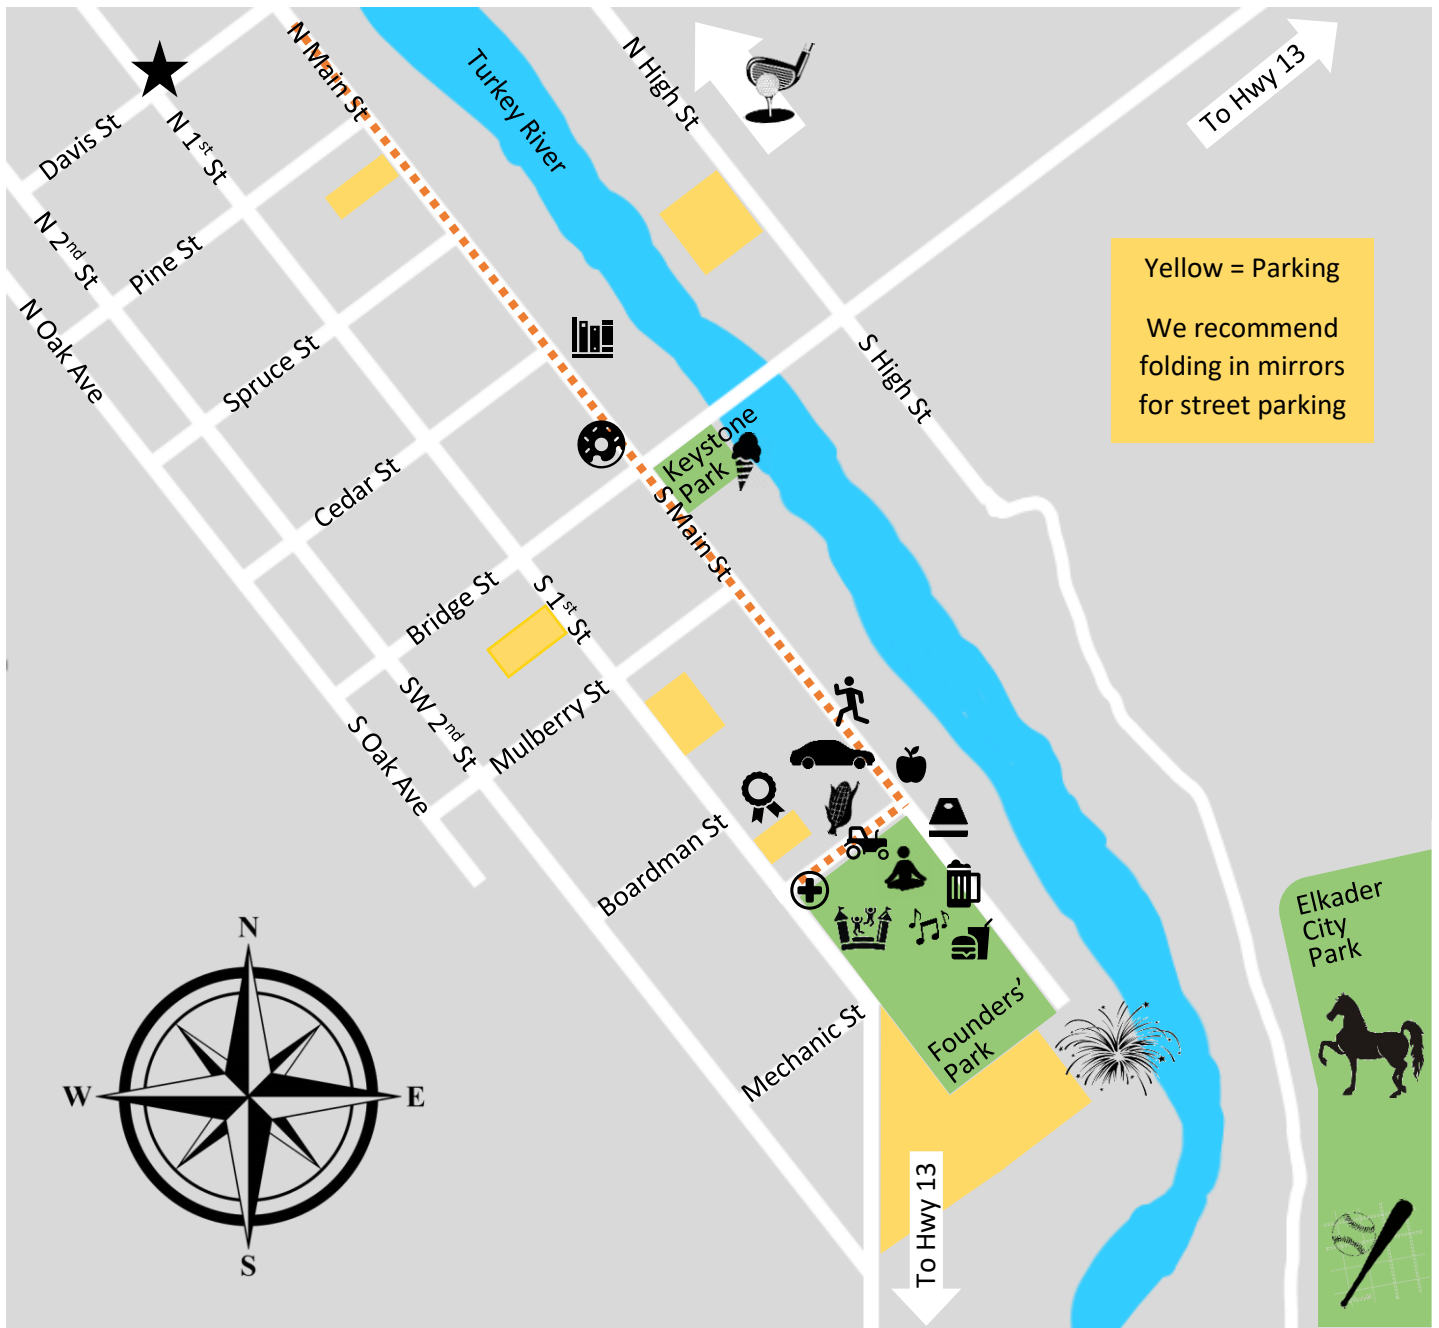 N Main St
Turkey River
N High St
To Hwy 13
Davis St
N 1st St
N 2nd St
Pine St
N Oak Ave
Spruce St
S High St
Yellow = Parking
We recommend
folding in mirrors
for street parking
Keystone
Park
Cedar St
S Main St
Bridge St
S 1st St
SW 2nd St
Mulberry St
S Oak Ave
Boardman St
Elkader
City
Park
Founders'
Park
Mechanic St
To Hwy 13
N
W
E
S